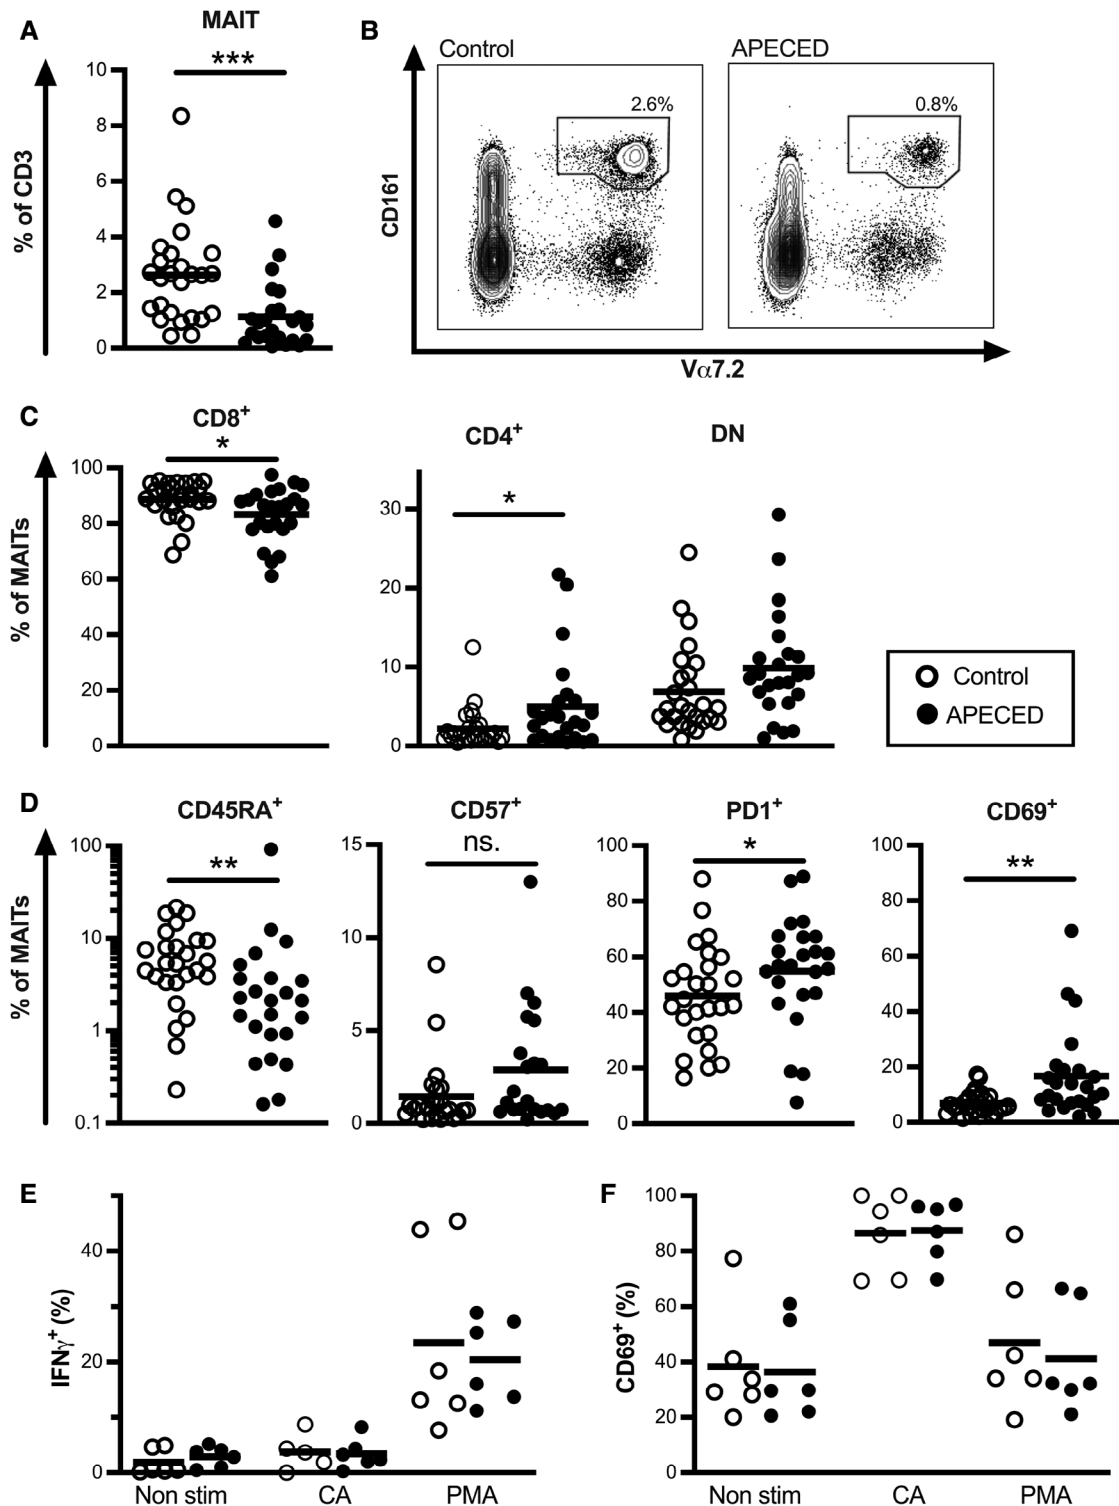 A
MAIT
***
% of CD3
10
8
6
4
2
0
B
Control
APECED
2.6%
0.8%
CD161
Vα7.2
C
CD8+
*
% of MAITs
100
80
60
40
20
0
CD4+
DN
*
30
20
10
0
Control
APECED
D
CD45RA+
**
% of MAITs
100
10
1
0.1
CD57+
ns.
15
10
5
0
PD1+
*
100
80
60
40
20
0
CD69+
**
100
80
60
40
20
0
E
IFNγ+ (%)
40
20
0
Non stim
CA
PMA
F
CD69+ (%)
100
80
60
40
20
0
Non stim
CA
PMA